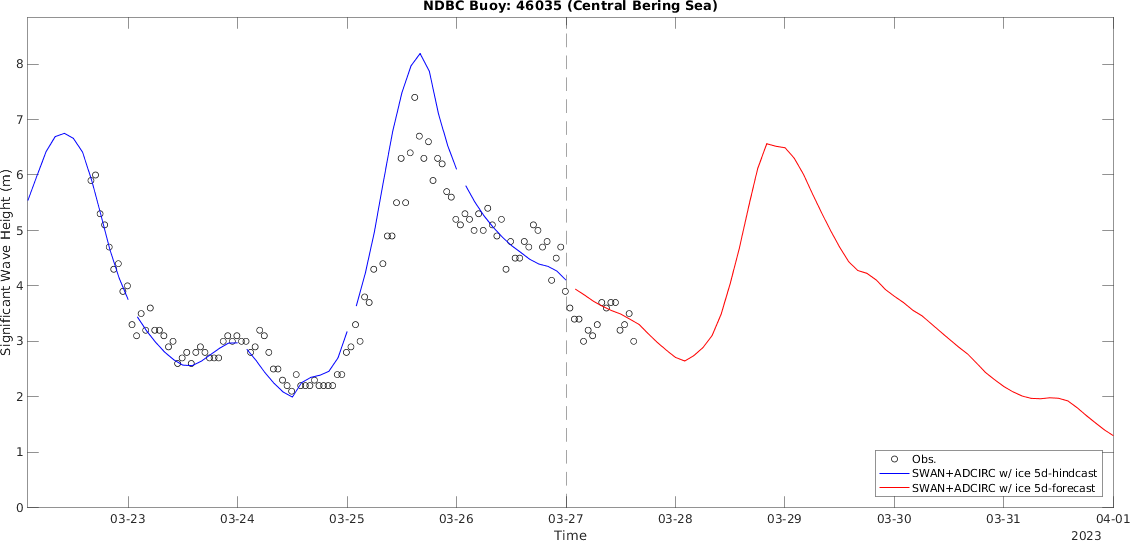 NDBC Buoy: 46035 (Central Bering Sea)
Significant Wave Height (m)
8
7
6
5
4
3
2
1
0
03-23 03-24 03-25 03-26 03-27 03-28 03-29 03-30 03-31 04-01
Time
2023
Obs.
SWAN+ADCIRC w/ ice 5d-hindcast
SWAN+ADCIRC w/ ice 5d-forecast